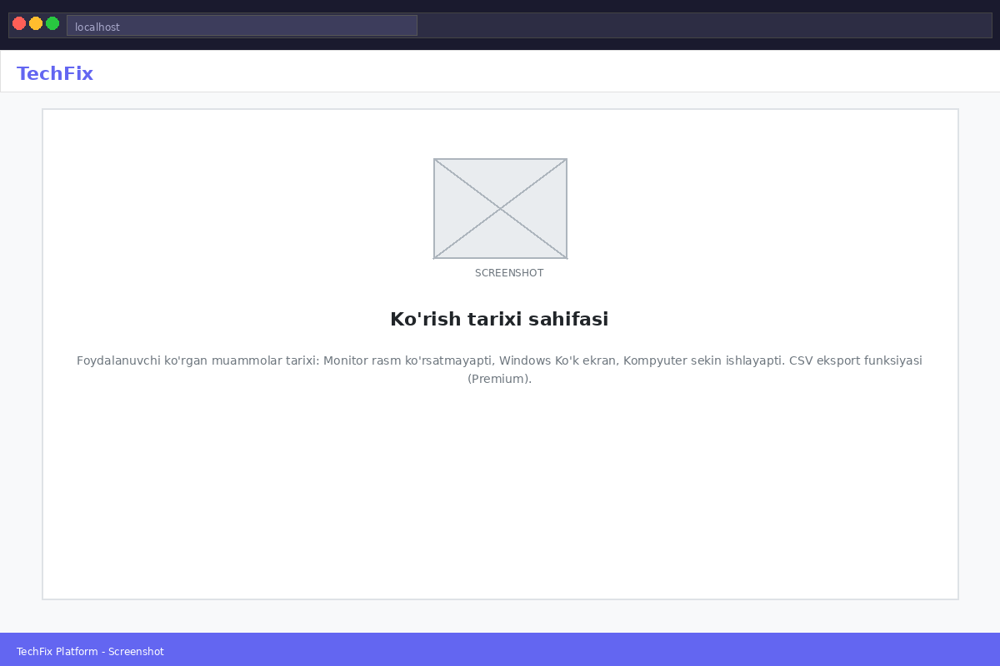 localhost
TechFix
SCREENSHOT
Ko'rish tarixi sahifasi
Foydalanuvchi ko'rgan muammolar tarixi: Monitor rasm ko'rsatmayapti, Windows Ko'k ekran, Kompyuter sekin ishlayapti. CSV eksport funksiyasi
(Premium).
TechFix Platform - Screenshot